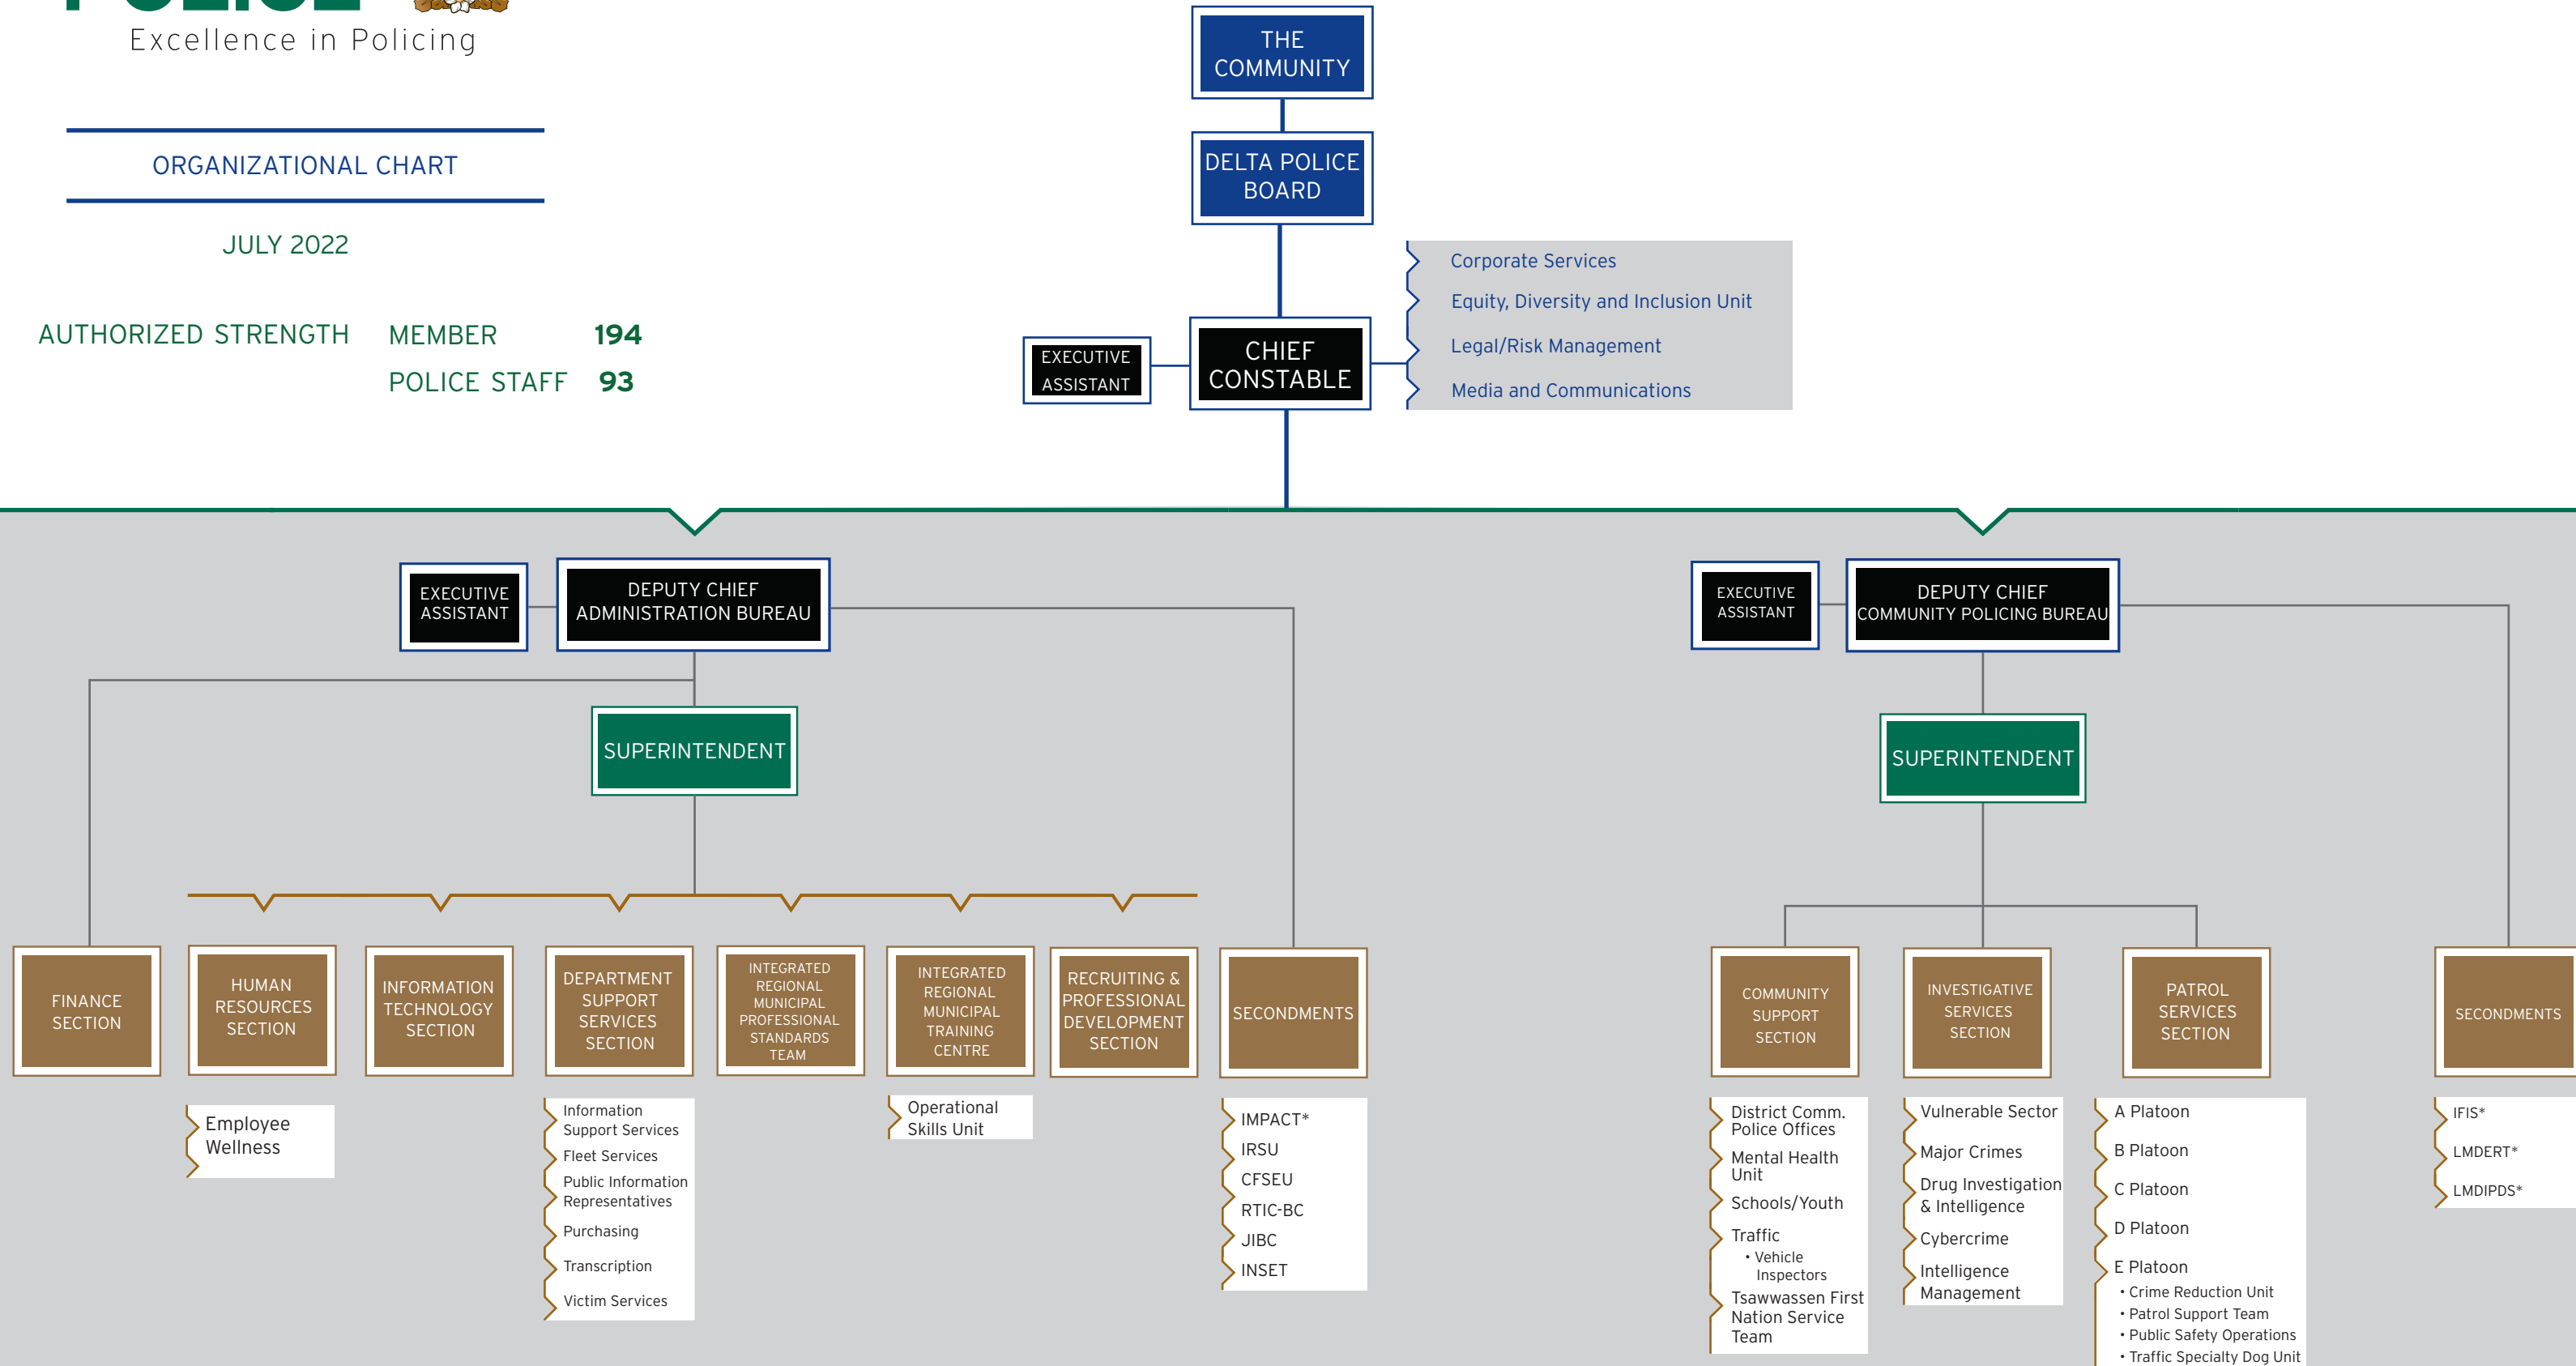 POLICE
Excellence in Policing
ORGANIZATIONAL CHART
JULY 2022
AUTHORIZED STRENGTH MEMBER 194
POLICE STAFF 93
THE
COMMUNITY
DELTA POLICE
BOARD
EXECUTIVE
ASSISTANT
CHIEF
CONSTABLE
Corporate Services
Equity, Diversity and Inclusion Unit
Legal/Risk Management
Media and Communications
EXECUTIVE
ASSISTANT
DEPUTY CHIEF
ADMINISTRATION BUREAU
SUPERINTENDENT
FINANCE
SECTION
HUMAN
RESOURCES
SECTION
Employee
Wellness
INFORMATION
TECHNOLOGY
SECTION
DEPARTMENT
SUPPORT
SERVICES
SECTION
Information
Support Services
Fleet Services
Public Information
Representatives
Purchasing
Transcription
Victim Services
INTEGRATED
REGIONAL
MUNICIPAL
PROFESSIONAL
STANDARDS
TEAM
INTEGRATED
REGIONAL
MUNICIPAL
TRAINING
CENTRE
Operational
Skills Unit
RECRUITING &
PROFESSIONAL
DEVELOPMENT
SECTION
SECONDMENTS
IMPACT*
IRSU
CFSEU
RTIC-BC
JIBC
INSET
EXECUTIVE
ASSISTANT
DEPUTY CHIEF
COMMUNITY POLICING BUREAU
SUPERINTENDENT
COMMUNITY
SUPPORT
SECTION
District Comm.
Police Offices
Mental Health
Unit
Schools/Youth
Traffic
• Vehicle
Inspectors
Tsawwassen First
Nation Service
Team
INVESTIGATIVE
SERVICES
SECTION
Vulnerable Sector
Major Crimes
Drug Investigation
& Intelligence
Cybercrime
Intelligence
Management
PATROL
SERVICES
SECTION
A Platoon
B Platoon
C Platoon
D Platoon
E Platoon
• Crime Reduction Unit
• Patrol Support Team
• Public Safety Operations
• Traffic Specialty Dog Unit
SECONDMENTS
IFIS*
LMDERT*
LMDIPDS*